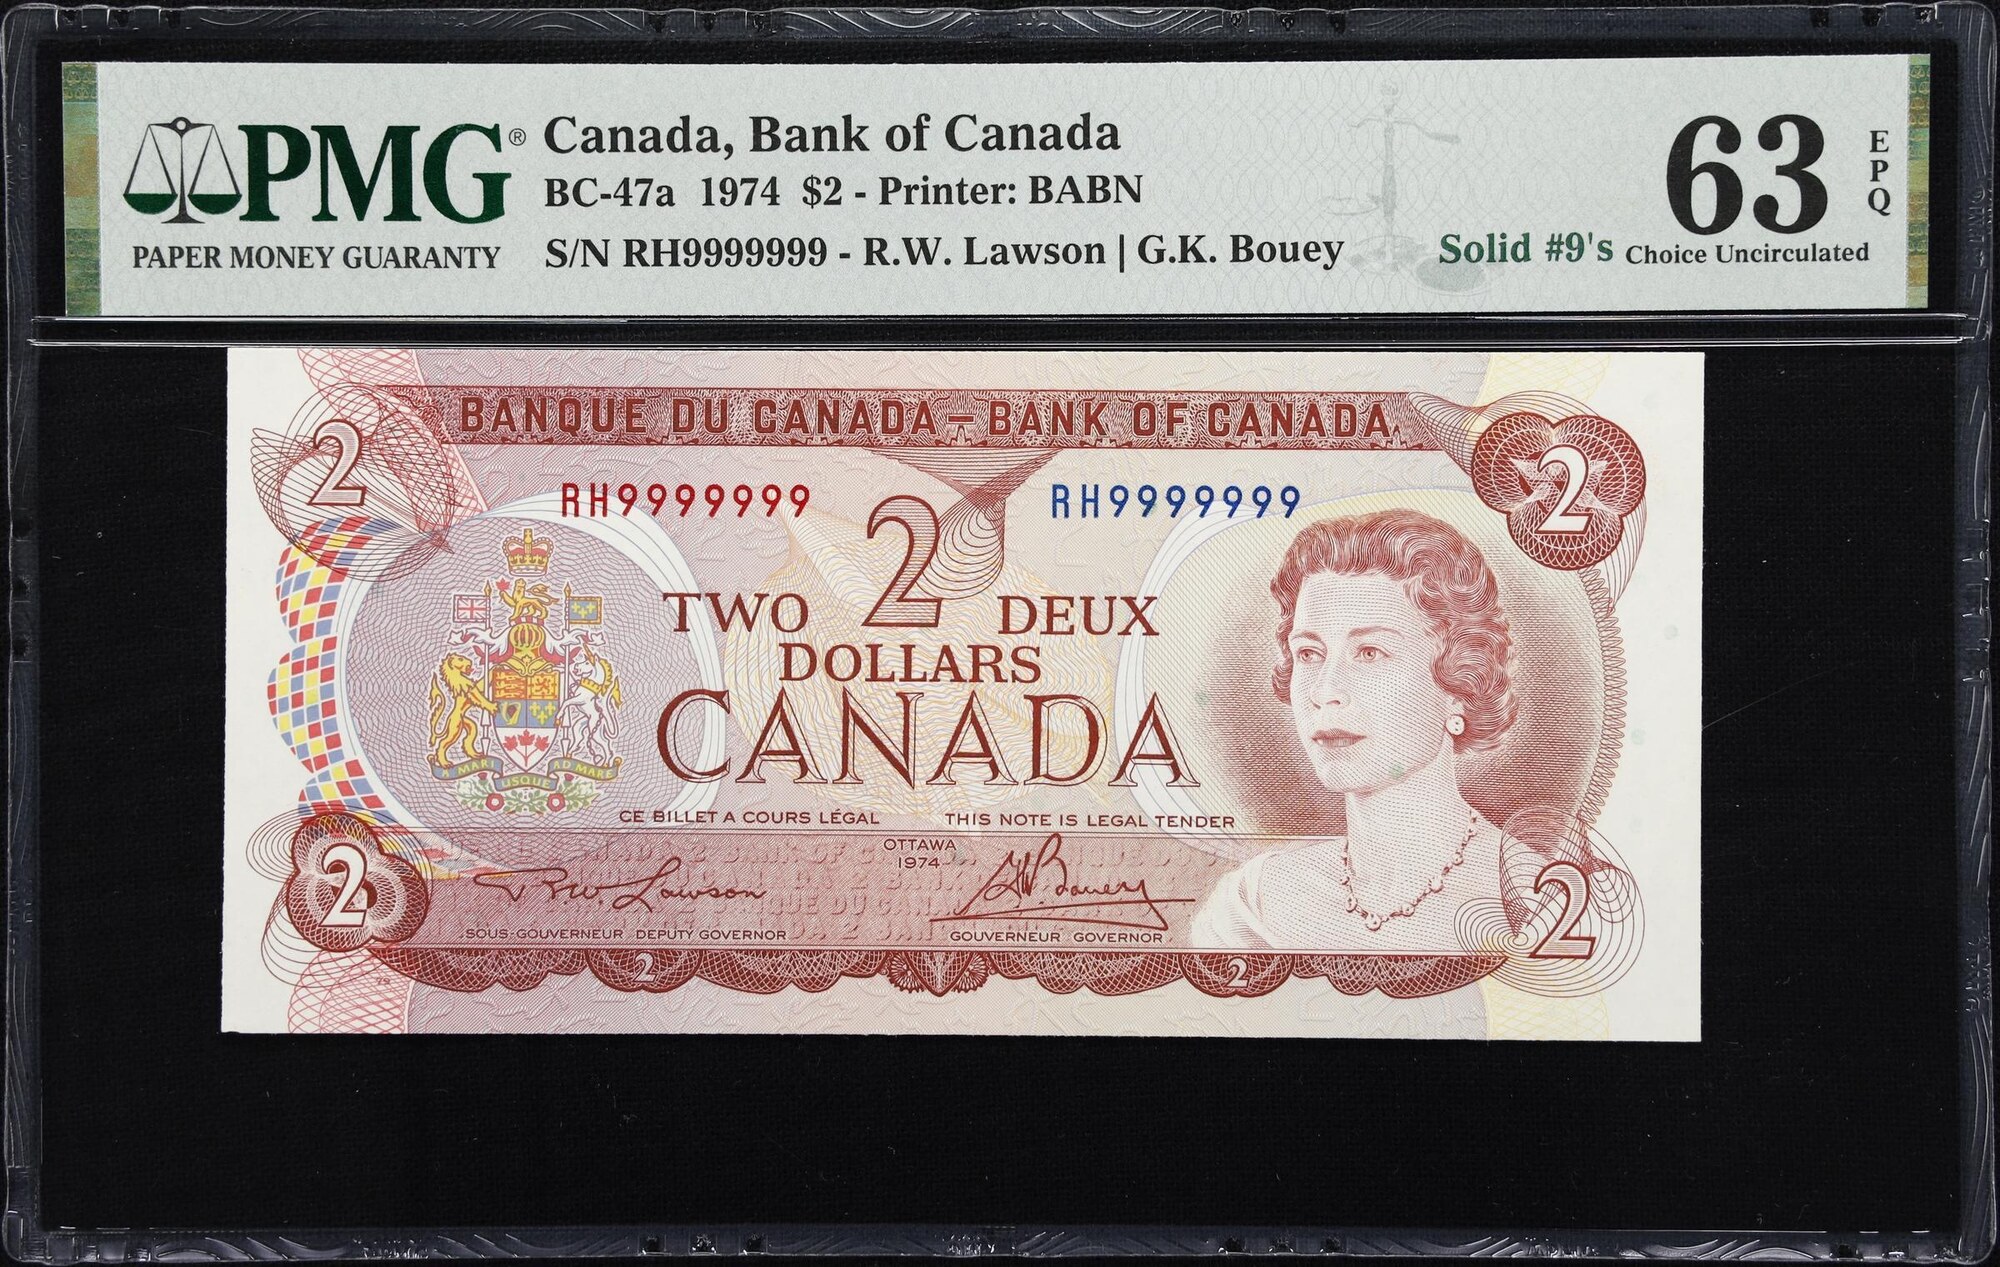 PMG®
PAPER MONEY GUARANTY
Canada, Bank of Canada
BC-47a 1974 $2 - Printer: BABN
S/N RH9999999 - R.W. Lawson | G.K. Bouey
Solid #9's
63
EPQ
Choice Uncirculated
BANQUE DU CANADA – BANK OF CANADA
2
2
RH9999999
RH9999999
2
TWO
DEUX
DOLLARS
CANADA
A MARI USQUE AD MARE
CE BILLET A COURS LÉGAL
THIS NOTE IS LEGAL TENDER
OTTAWA
1974
R.W. Lawson
G.K. Bouey
SOUS-GOUVERNEUR DEPUTY GOVERNOR
GOUVERNEUR GOVERNOR
2
2
2
2